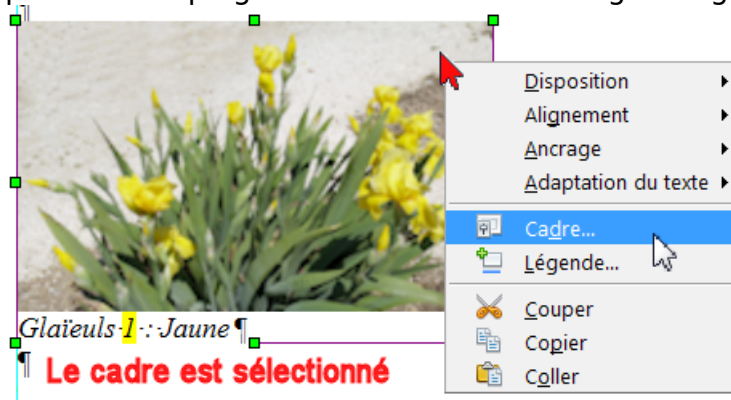 Disposition
Alignement
Ancrage
Adaptation du texte
Cadre...
Légende...
Couper
Copier
Coller
Glaïeuls·1·:·Jaune¶
¶
Le cadre est sélectionné